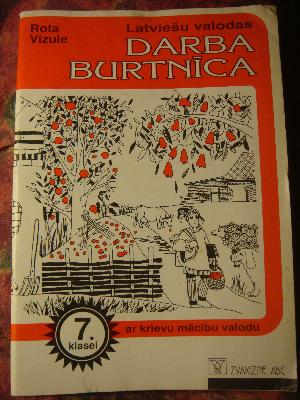 Rota
Vizule
Latviešu valodas
DARBA
BURTNĪCA
7.
klasei
ar krievu mācību valodu
ZVAIGZNE ABC